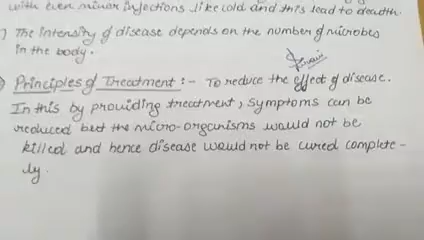 with even minor infections like cold and this lead to death.
) The intensity of disease depends on the number of microbes
in the body.
Principles of Treatment :- To reduce the effect of disease.
In this by providing treatment, symptoms can be
reduced but the micro-organisms would not be
killed and hence disease would not be cured complete-
ly.